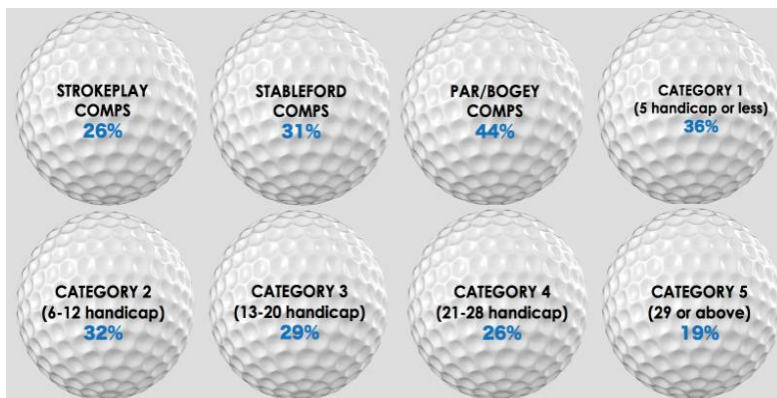 STROKEPLAY
COMPS
26%
STABLEFORD
COMPS
31%
PAR/BOGEY
COMPS
44%
CATEGORY 1
(5 handicap or less)
36%
CATEGORY 2
(6-12 handicap)
32%
CATEGORY 3
(13-20 handicap)
29%
CATEGORY 4
(21-28 handicap)
26%
CATEGORY 5
(29 or above)
19%